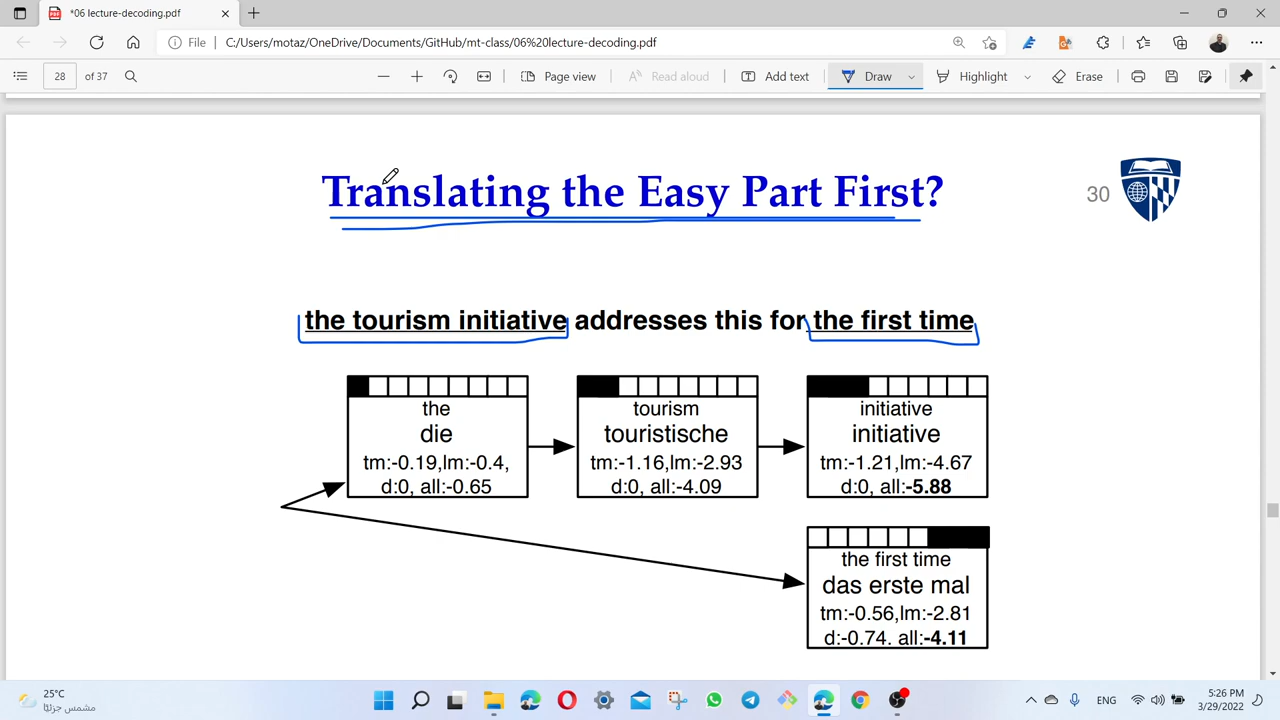 *06 lecture-decoding.pdf
File C:/Users/motaz/OneDrive/Documents/GitHub/mt-class/06%20lecture-decoding.pdf
28 of 37 Page view Read aloud Add text Draw Highlight Erase
Translating the Easy Part First?
30
the tourism initiative addresses this for the first time
the
die
tm:-0.19,lm:-0.4,
d:0, all:-0.65
tourism
touristische
tm:-1.16,lm:-2.93
d:0, all:-4.09
initiative
initiative
tm:-1.21,lm:-4.67
d:0, all:-5.88
the first time
das erste mal
tm:-0.56,lm:-2.81
d:-0.74. all:-4.11
25°C
مشمس جزئيًا
ENG
5:26 PM
3/29/2022